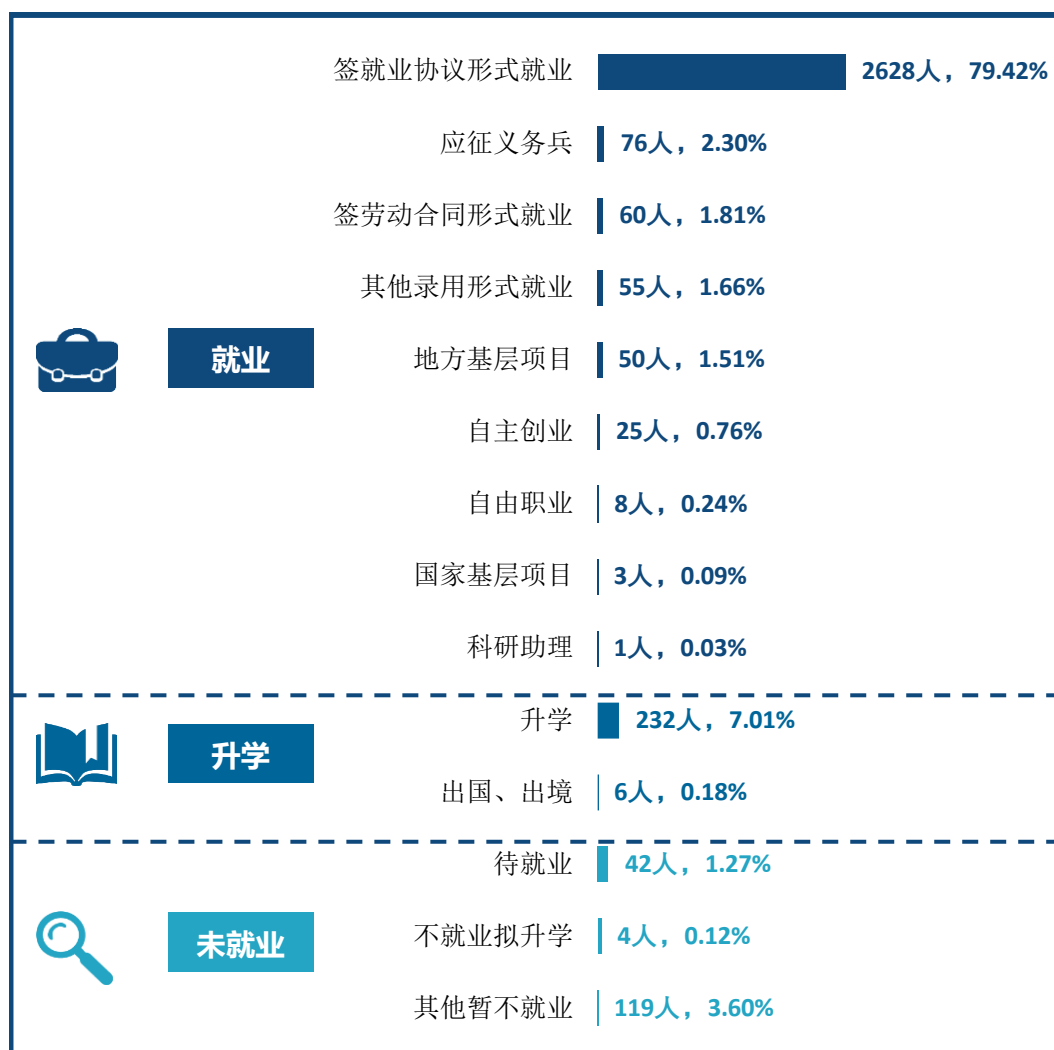 签就业协议形式就业 2628人，79.42%
应征义务兵 76人，2.30%
签劳动合同形式就业 60人，1.81%
其他录用形式就业 55人，1.66%
就业 地方基层项目 50人，1.51%
自主创业 25人，0.76%
自由职业 8人，0.24%
国家基层项目 3人，0.09%
科研助理 1人，0.03%
升学 232人，7.01%
升学
出国、出境 6人，0.18%
待就业 42人，1.27%
未就业 不就业拟升学 4人，0.12%
其他暂不就业 119人，3.60%